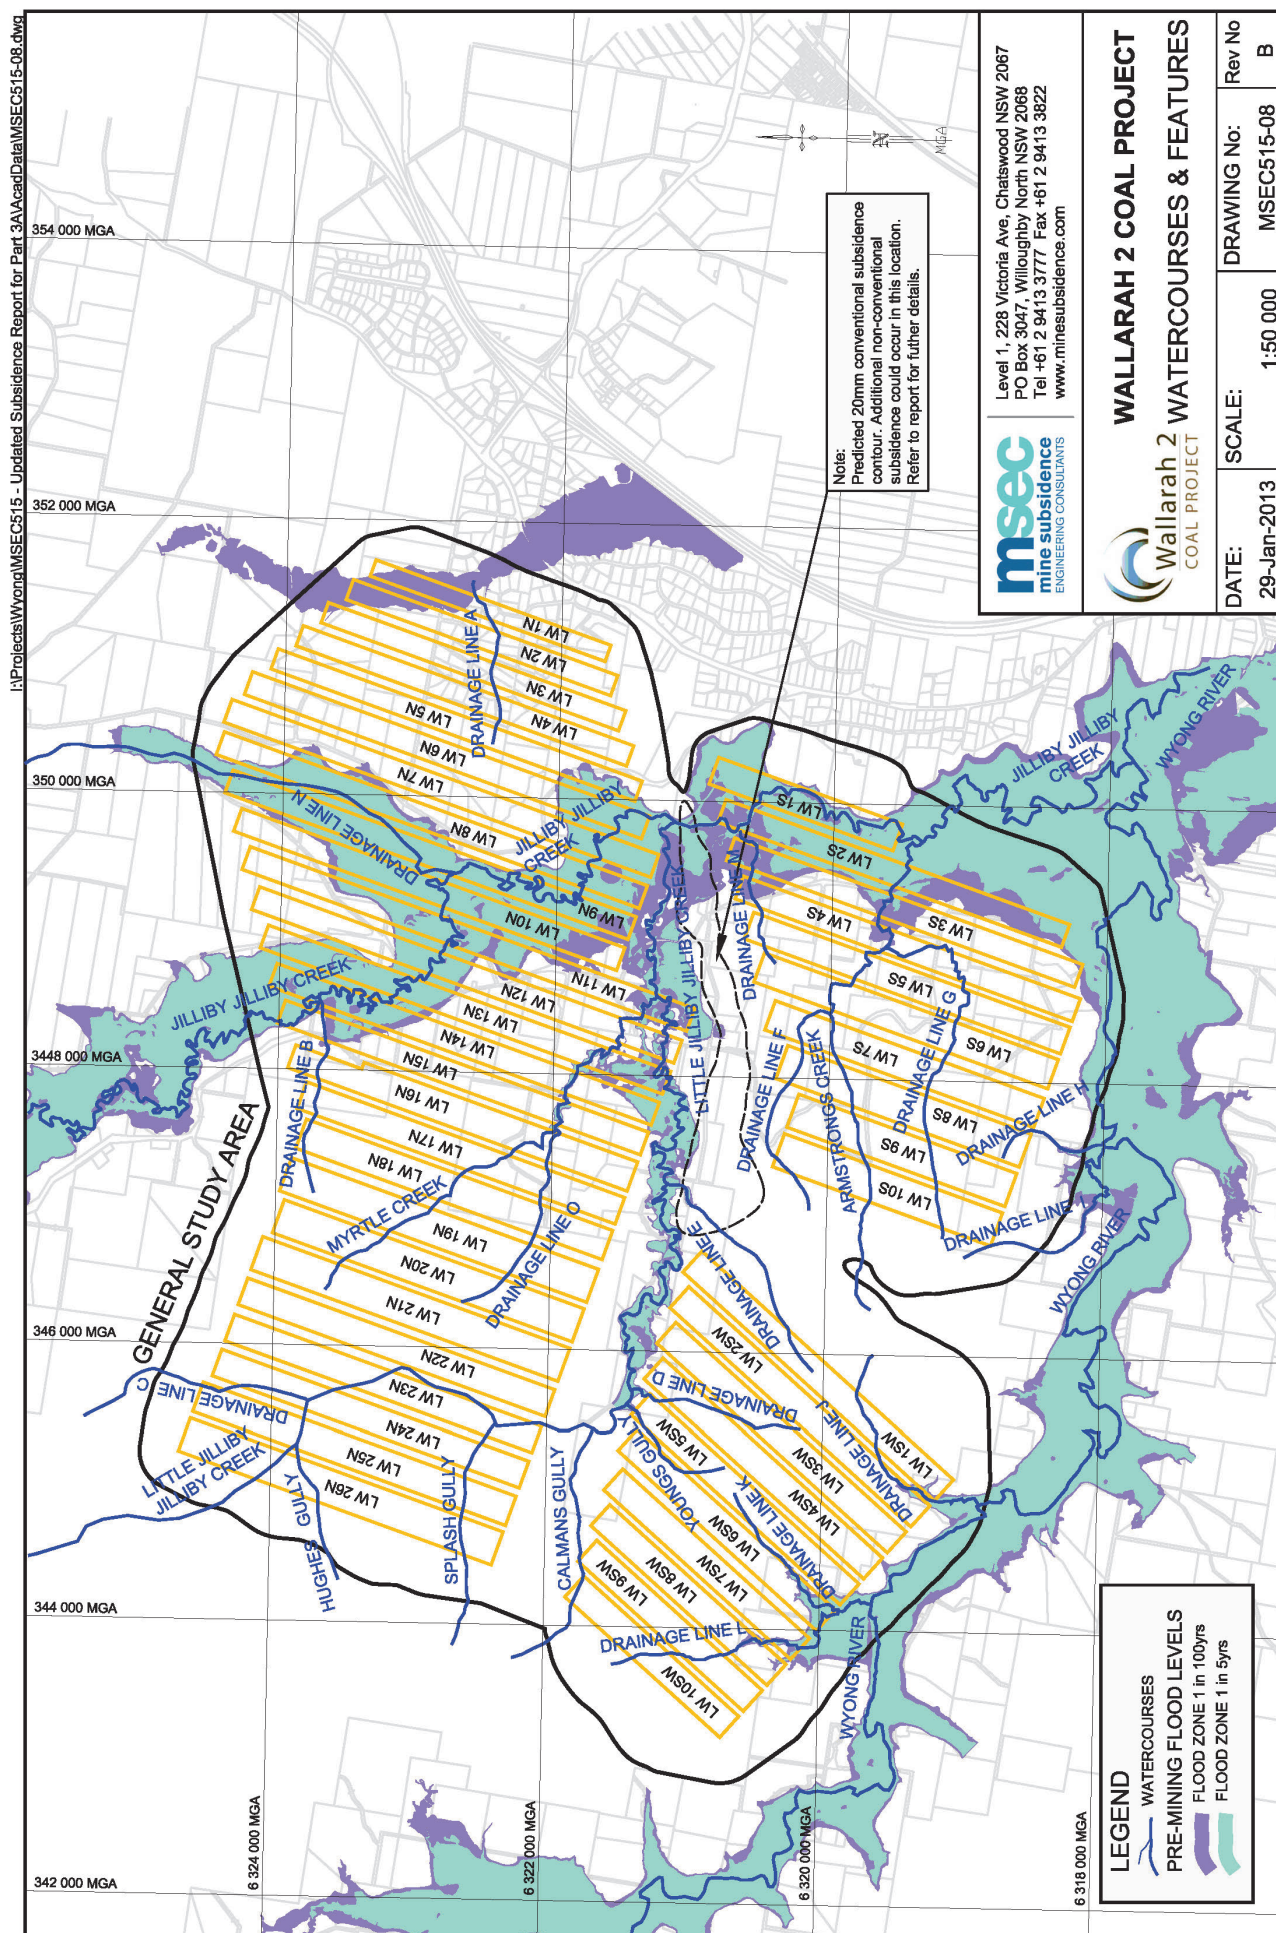 I:\Projects\Wyong\MSEC515 - Updated Subsidence Report for Part 3A\AcadData\MSEC515-08.dwg
342 000 MGA
344 000 MGA
346 000 MGA
3448 000 MGA
350 000 MGA
352 000 MGA
354 000 MGA
6 324 000 MGA
6 322 000 MGA
6 320 000 MGA
6 318 000 MGA
GENERAL STUDY AREA
LITTLE JILLIBY
JILLIBY CREEK
DRAINAGE LINE C
HUGHES GULLY
SPLASH GULLY
CALMANS GULLY
MYRTLE CREEK
DRAINAGE LINE B
DRAINAGE LINE O
JILLIBY JILLIBY CREEK
DRAINAGE LINE N
JILLIBY JILLIBY
CREEK
DRAINAGE LINE A
LW 26N
LW 25N
LW 24N
LW 23N
LW 22N
LW 21N
LW 20N
LW 19N
LW 18N
LW 17N
LW 16N
LW 15N
LW 14N
LW 13N
LW 12N
LW 11N
LW 10N
LW 9N
LW 8N
LW 7N
LW 6N
LW 5N
LW 4N
LW 3N
LW 2N
LW 1N
LITTLE JILLIBY JILLIBY CREEK
DRAINAGE LINE M
DRAINAGE LINE F
ARMSTRONGS CREEK
DRAINAGE LINE G
DRAINAGE LINE H
DRAINAGE LINE I
LW 1S
LW 2S
LW 3S
LW 4S
LW 5S
LW 6S
LW 7S
LW 8S
LW 9S
LW 10S
DRAINAGE LINE E
DRAINAGE LINE D
YOUNGS GULLY
DRAINAGE LINE K
DRAINAGE LINE J
DRAINAGE LINE L
LW 1SW
LW 2SW
LW 3SW
LW 4SW
LW 5SW
LW 6SW
LW 7SW
LW 8SW
LW 9SW
LW 10SW
WYONG RIVER
WYONG RIVER
JILLIBY JILLIBY
CREEK
WYONG RIVER
N
MGA
Note:
Predicted 20mm conventional subsidence
contour. Additional non-conventional
subsidence could occur in this location.
Refer to report for futher details.
LEGEND
WATERCOURSES
PRE-MINING FLOOD LEVELS
FLOOD ZONE 1 in 100yrs
FLOOD ZONE 1 in 5yrs
msec
mine subsidence
ENGINEERING CONSULTANTS
Level 1, 228 Victoria Ave, Chatswood NSW 2067
PO Box 3047, Willoughby North NSW 2068
Tel +61 2 9413 3777 Fax +61 2 9413 3822
www.minesubsidence.com
Wallarah 2
COAL PROJECT
WALLARAH 2 COAL PROJECT
WATERCOURSES & FEATURES
DATE:
29-Jan-2013
SCALE:
1:50 000
DRAWING No:
MSEC515-08
Rev No
B